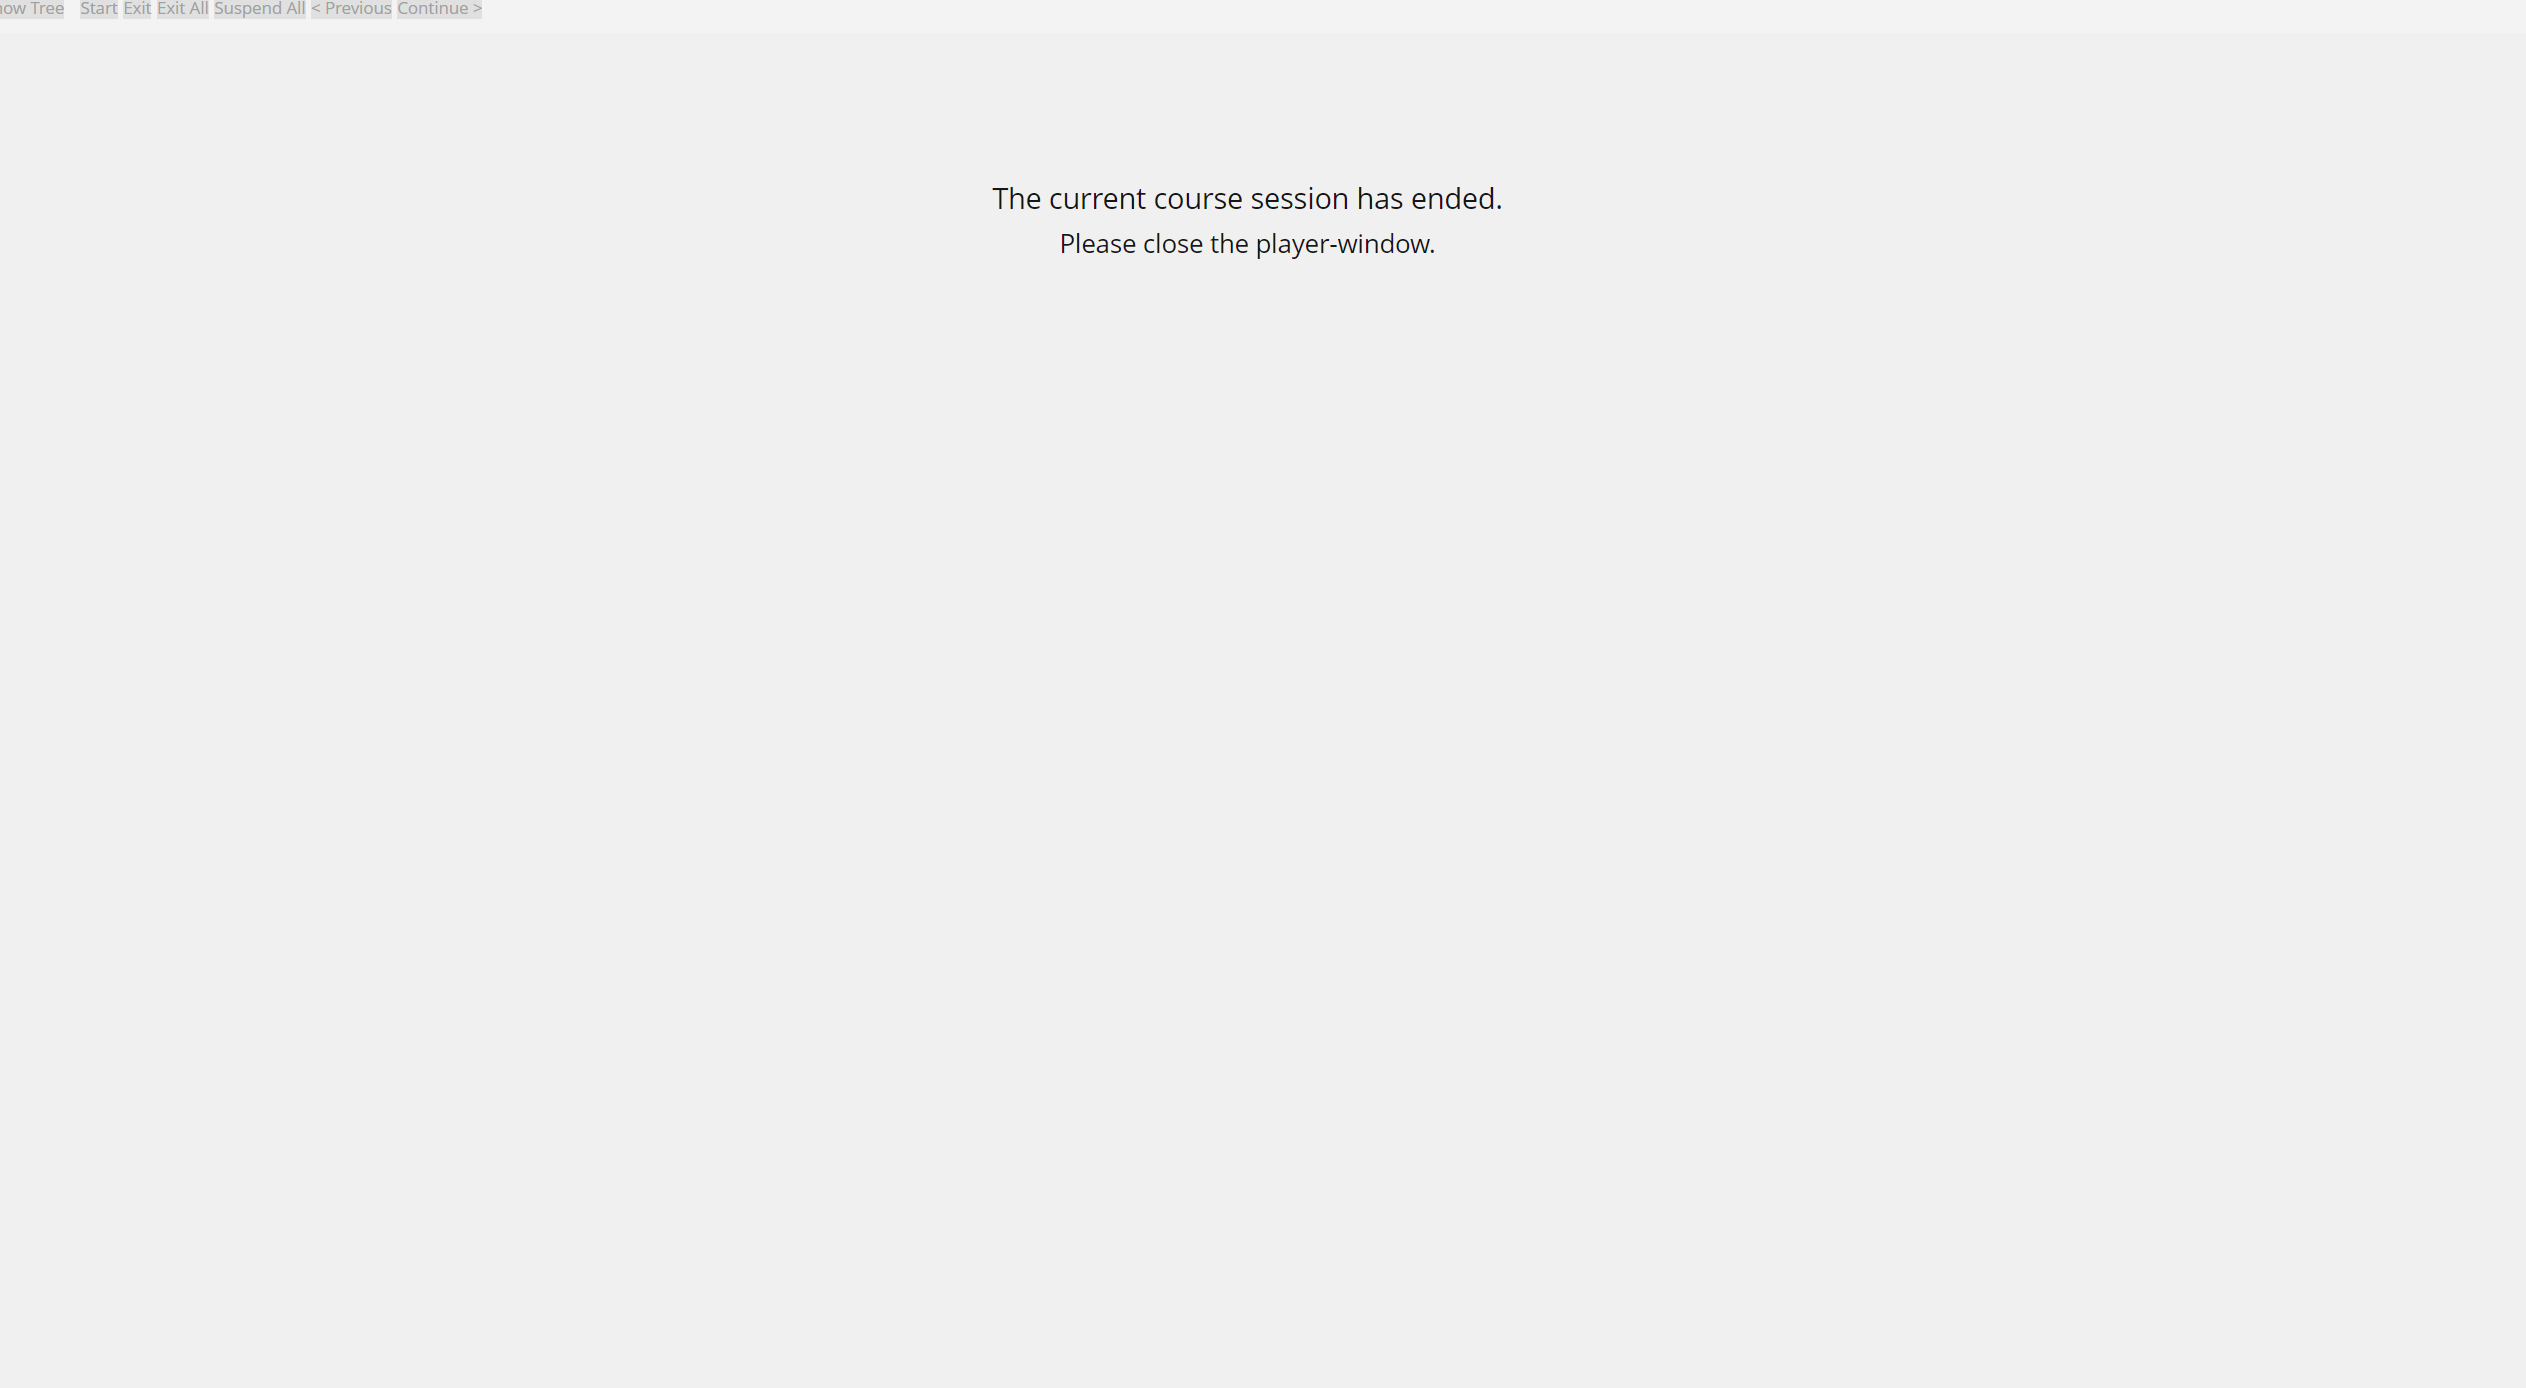 Tree Start Exit Exit All Suspend All < Previous Continue >
The current course session has ended.
Please close the player-window.